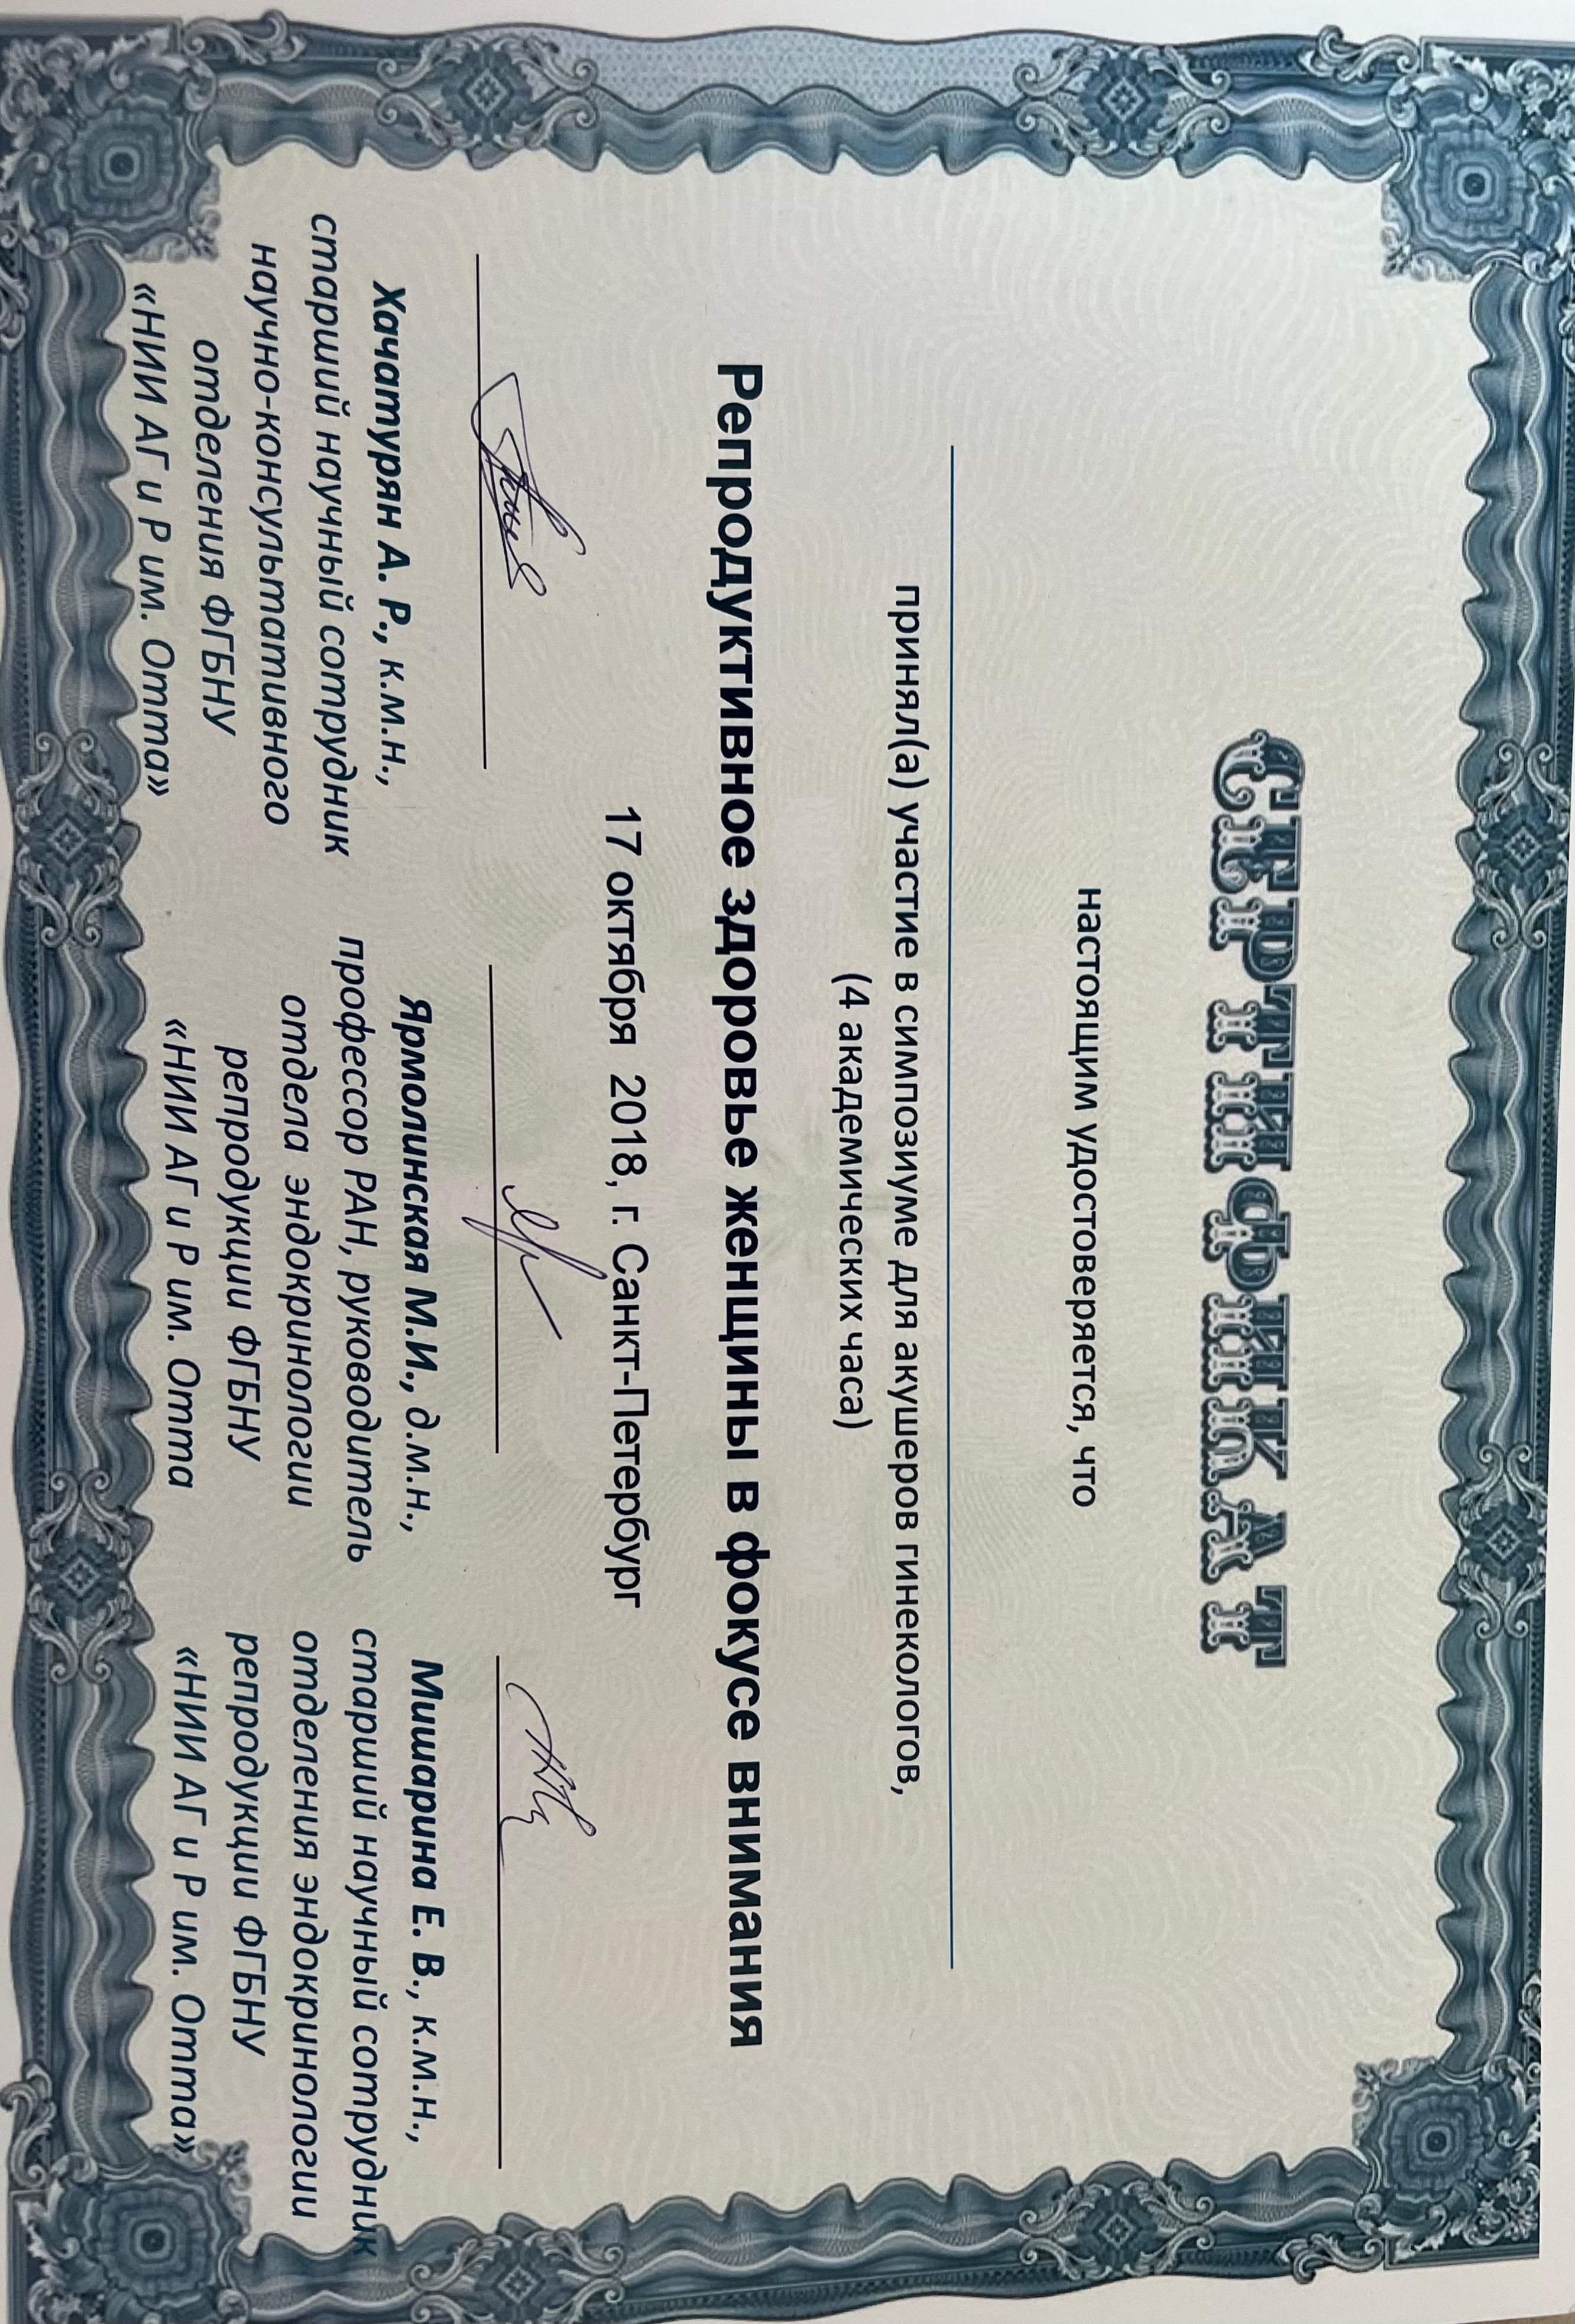 СЕРТИФИКАТ
настоящим удостоверяется, что
принял(а) участие в симпозиуме для акушеров гинекологов,
(4 академических часа)
Репродуктивное здоровье женщины в фокусе внимания
17 октября 2018, г. Санкт-Петербург
Хачатурян А. Р., к.м.н.,
старший научный сотрудник
научно-консультативного
отделения ФГБНУ
«НИИ АГ и Р им. Отта»
Ярмолинская М.И., д.м.н.,
профессор РАН, руководитель
отдела эндокринологии
репродукции ФГБНУ
«НИИ АГ и Р им. Отта
Мишарина Е. В., к.м.н.,
старший научный сотрудник
отделения эндокринологии
репродукции ФГБНУ
«НИИ АГ и Р им. Отта»